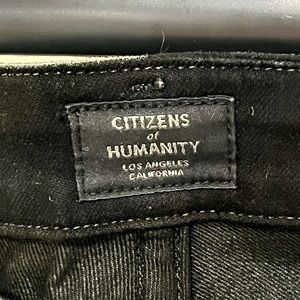 CITIZENS
of
HUMANITY
LOS ANGELES
CALIFORNIA